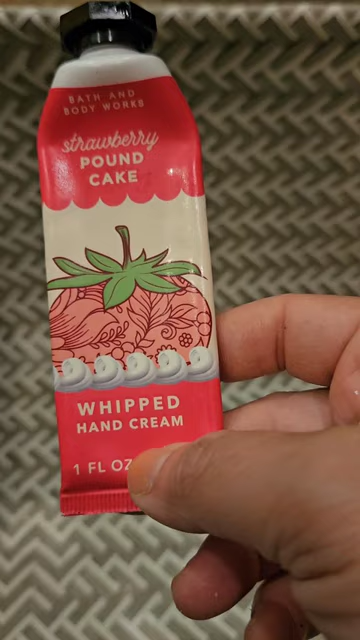 BATH AND
BODY WORKS
strawberry
POUND
CAKE
WHIPPED
HAND CREAM
1 FL OZ